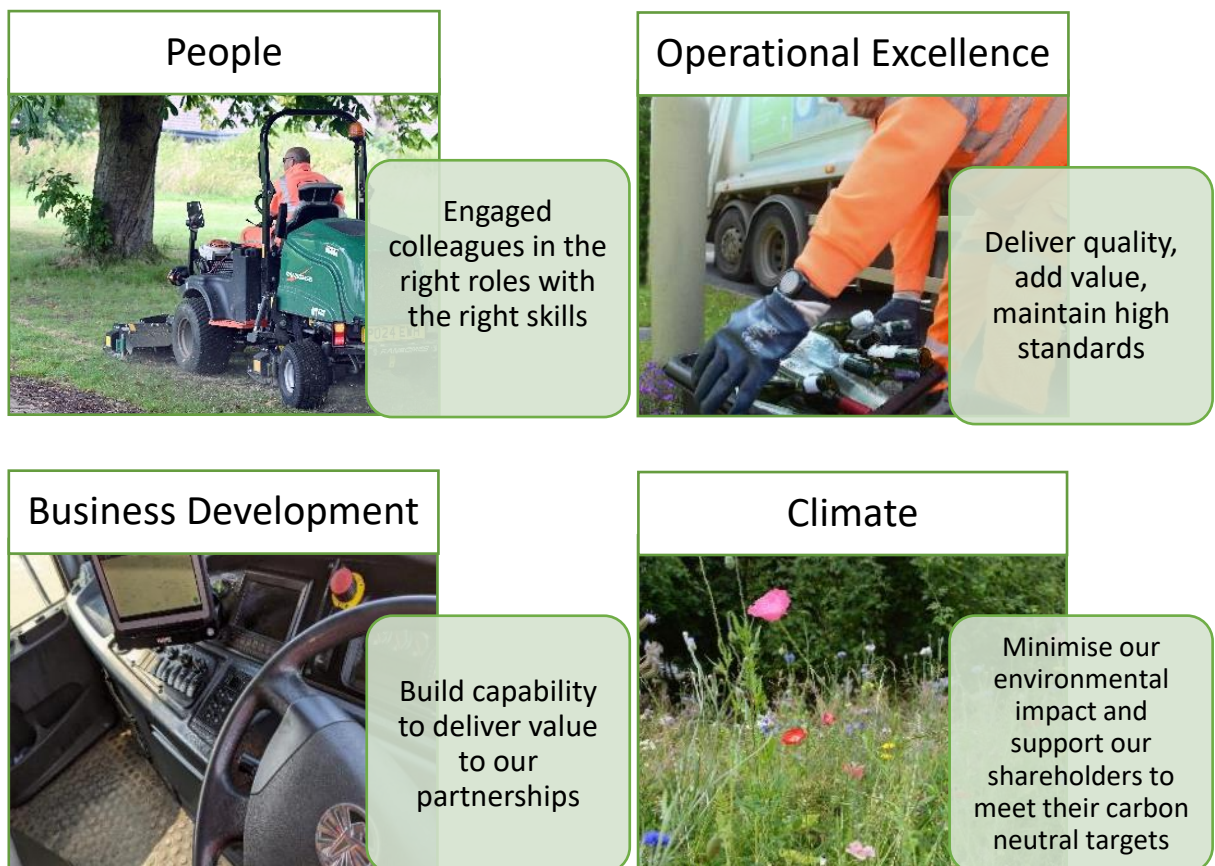 People
Engaged
colleagues in the
right roles with
the right skills
Operational Excellence
Deliver quality,
add value,
maintain high
standards
Business Development
Build capability
to deliver value
to our
partnerships
Climate
Minimise our
environmental
impact and
support our
shareholders to
meet their carbon
neutral targets